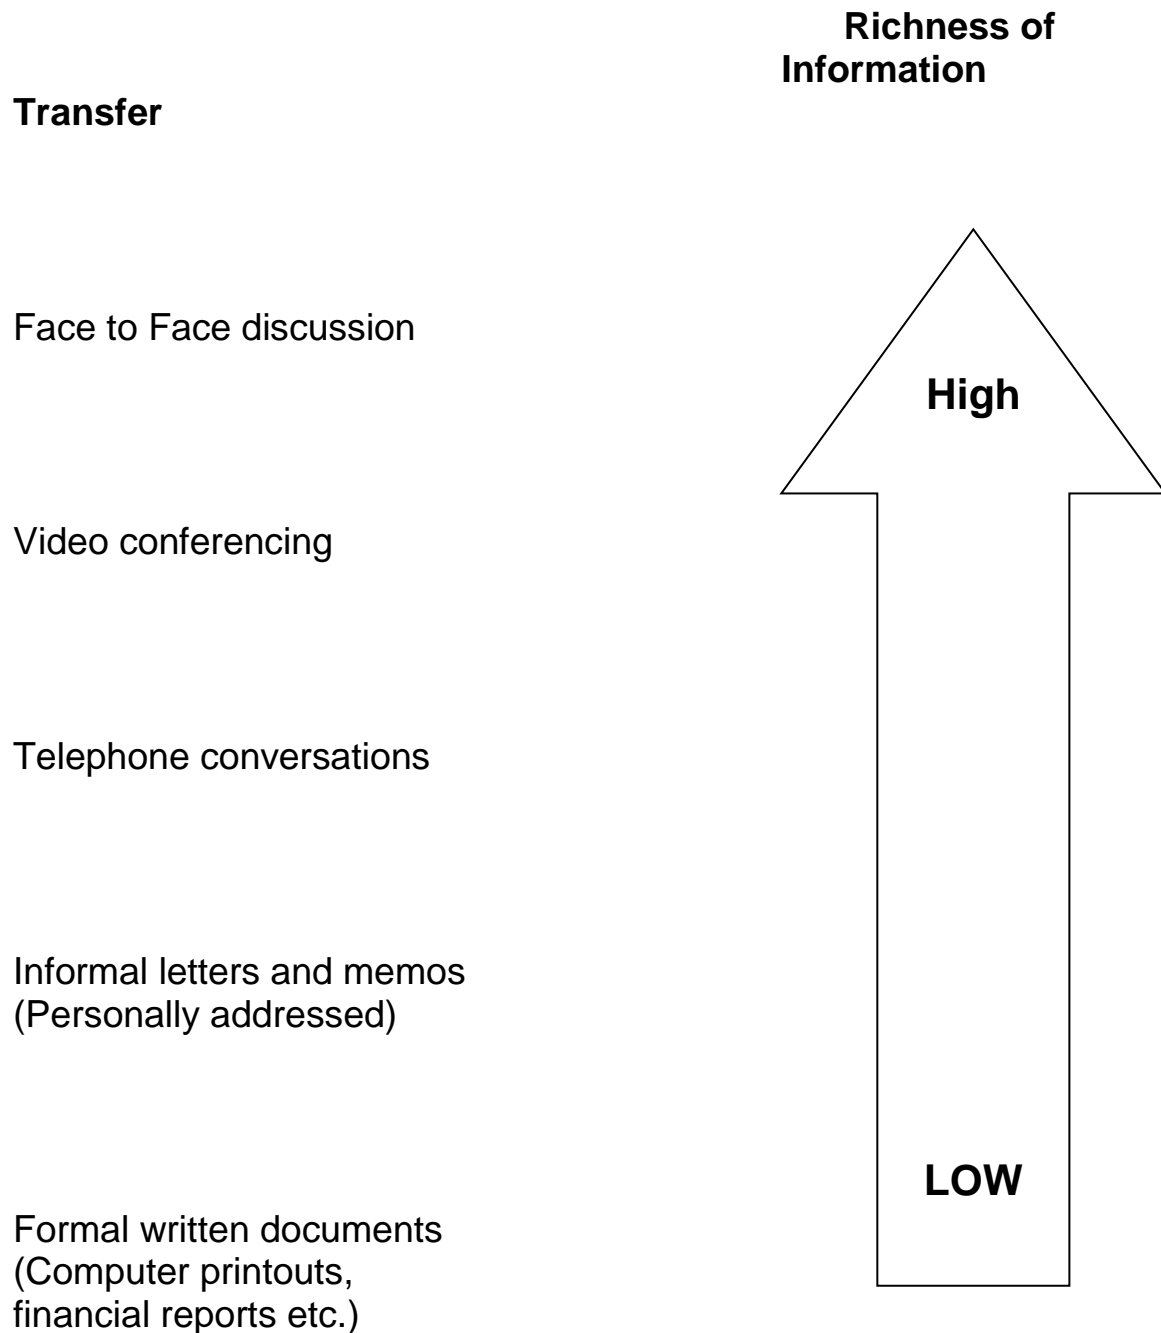 Richness of
Information
Transfer
Face to Face discussion
High
Video conferencing
Telephone conversations
Informal letters and memos
(Personally addressed)
LOW
Formal written documents
(Computer printouts,
financial reports etc.)